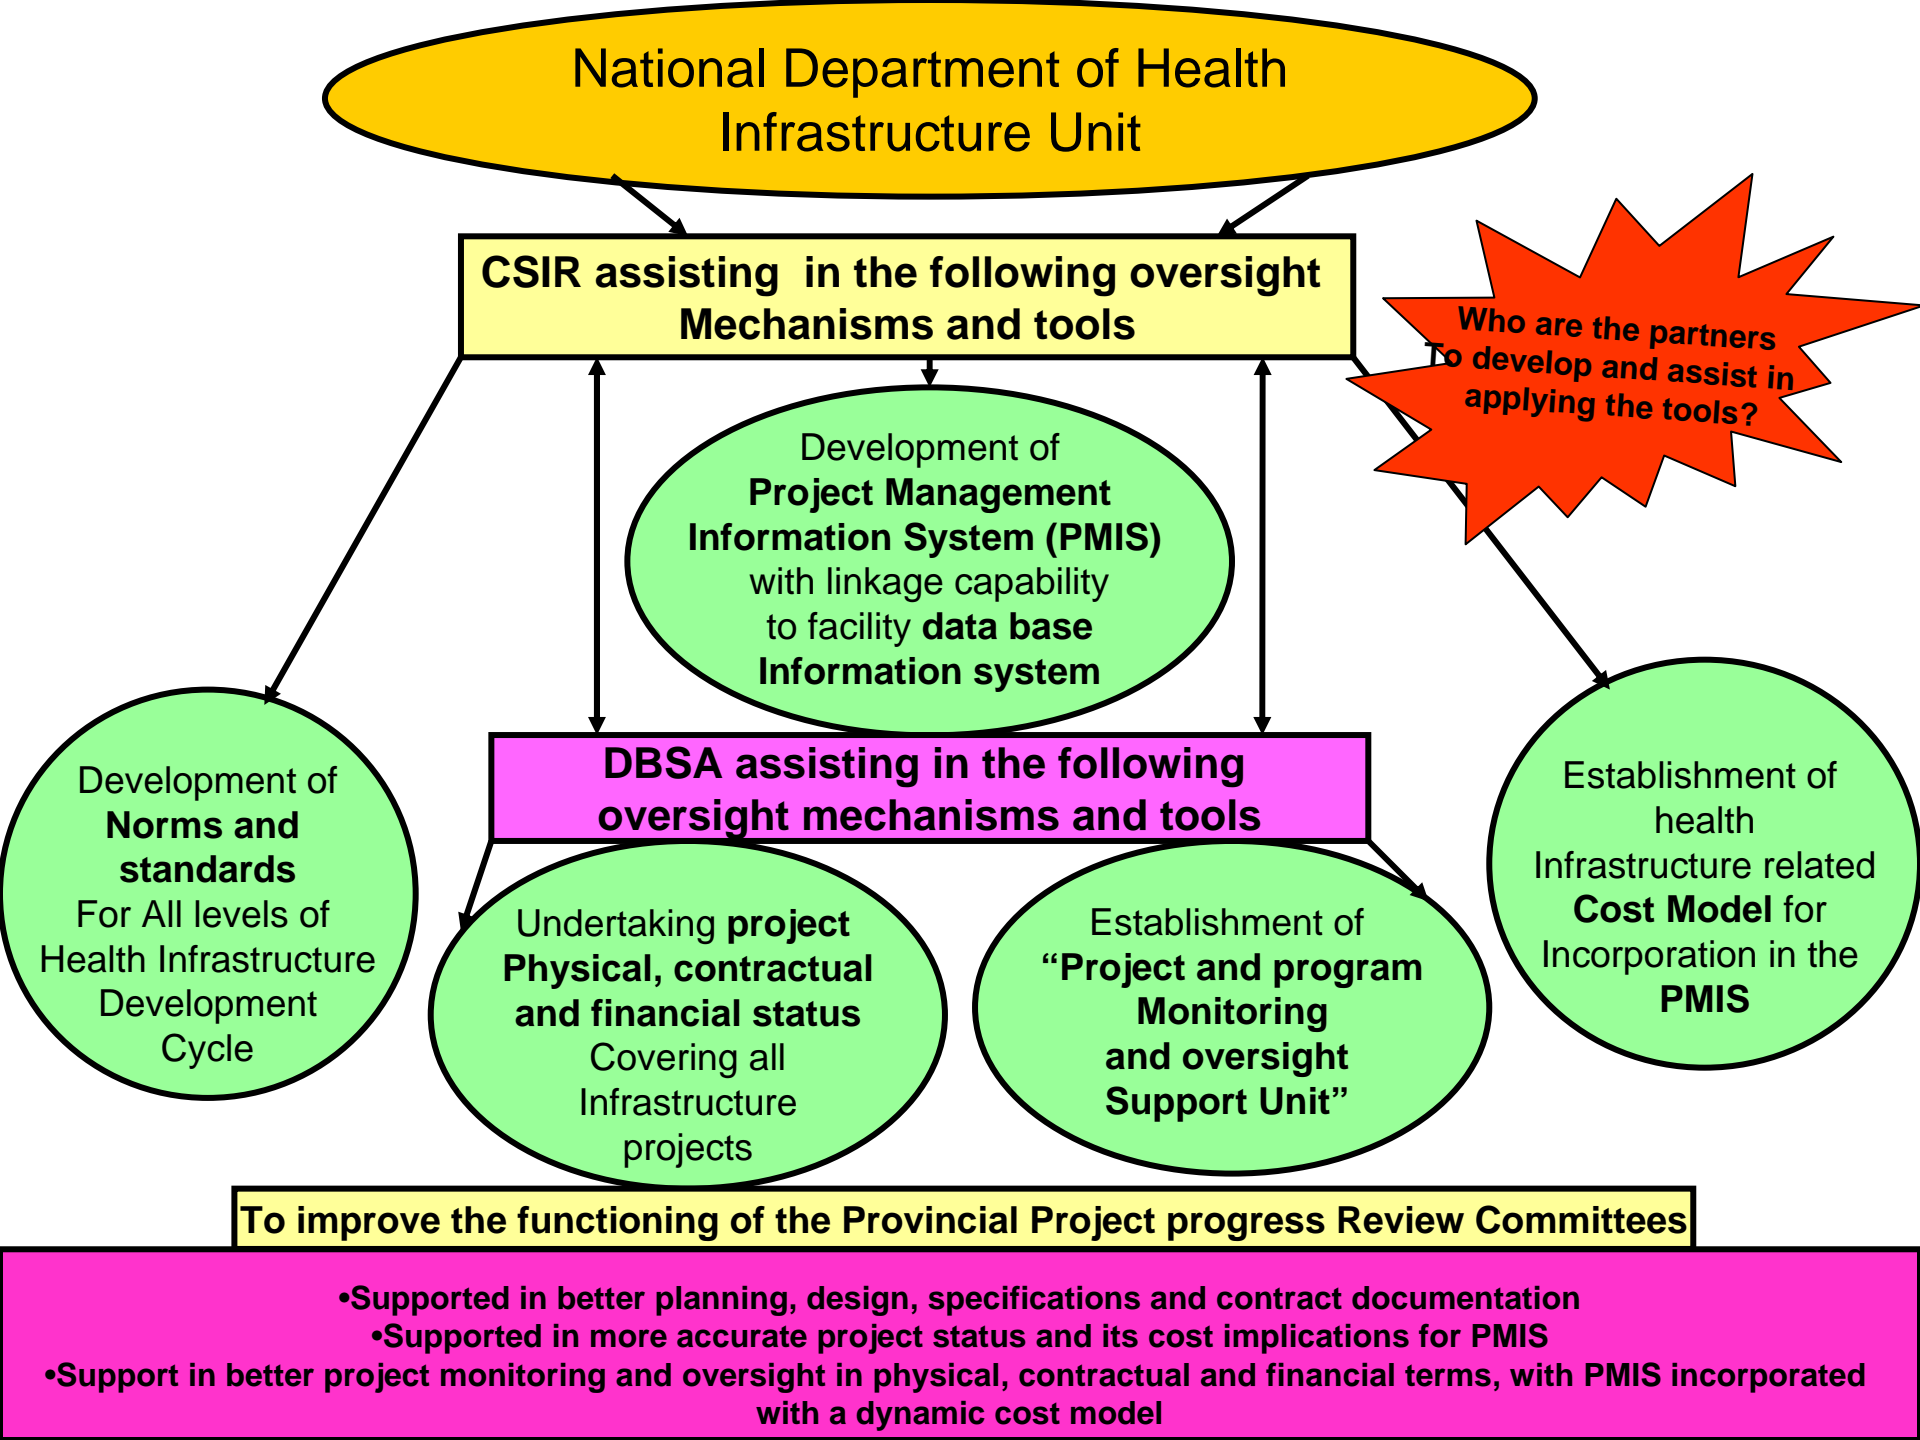 National Department of Health
Infrastructure Unit
CSIR assisting  in the following oversight
Mechanisms and tools
Who are the partners
To develop and assist in
applying the tools?
Development of
Project Management
Information System (PMIS)
with linkage capability
to facility data base
Information system
DBSA assisting in the following
oversight mechanisms and tools
Development of
Norms and
standards
For All levels of
Health Infrastructure
Development
Cycle
Undertaking project
Physical, contractual
and financial status
Covering all
Infrastructure
projects
Establishment of
“Project and program
Monitoring
and oversight
Support Unit”
Establishment of
health
Infrastructure related
Cost Model for
Incorporation in the
PMIS
To improve the functioning of the Provincial Project progress Review Committees
•Supported in better planning, design, specifications and contract documentation
•Supported in more accurate project status and its cost implications for PMIS
•Support in better project monitoring and oversight in physical, contractual and financial terms, with PMIS incorporated
with a dynamic cost model